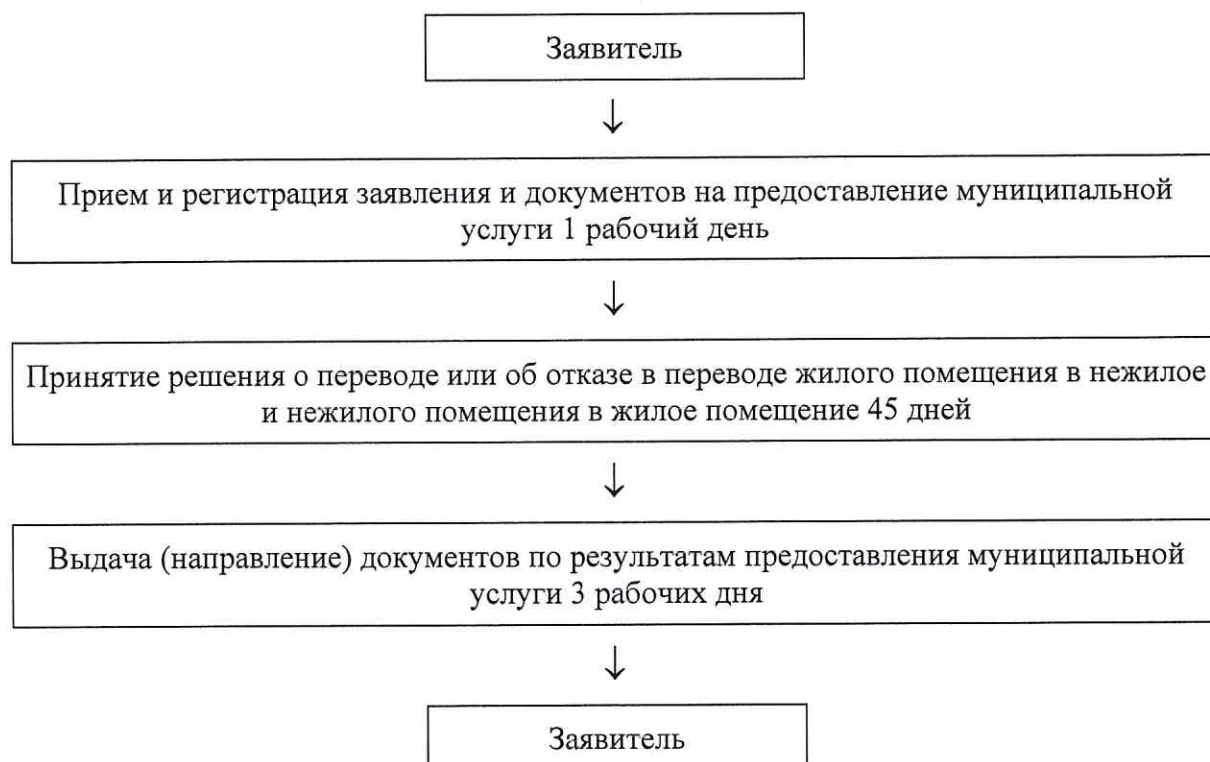 Заявитель
↓
Прием и регистрация заявления и документов на предоставление муниципальной
услуги 1 рабочий день
↓
Принятие решения о переводе или об отказе в переводе жилого помещения в нежилое
и нежилого помещения в жилое помещение 45 дней
↓
Выдача (направление) документов по результатам предоставления муниципальной
услуги 3 рабочих дня
↓
Заявитель